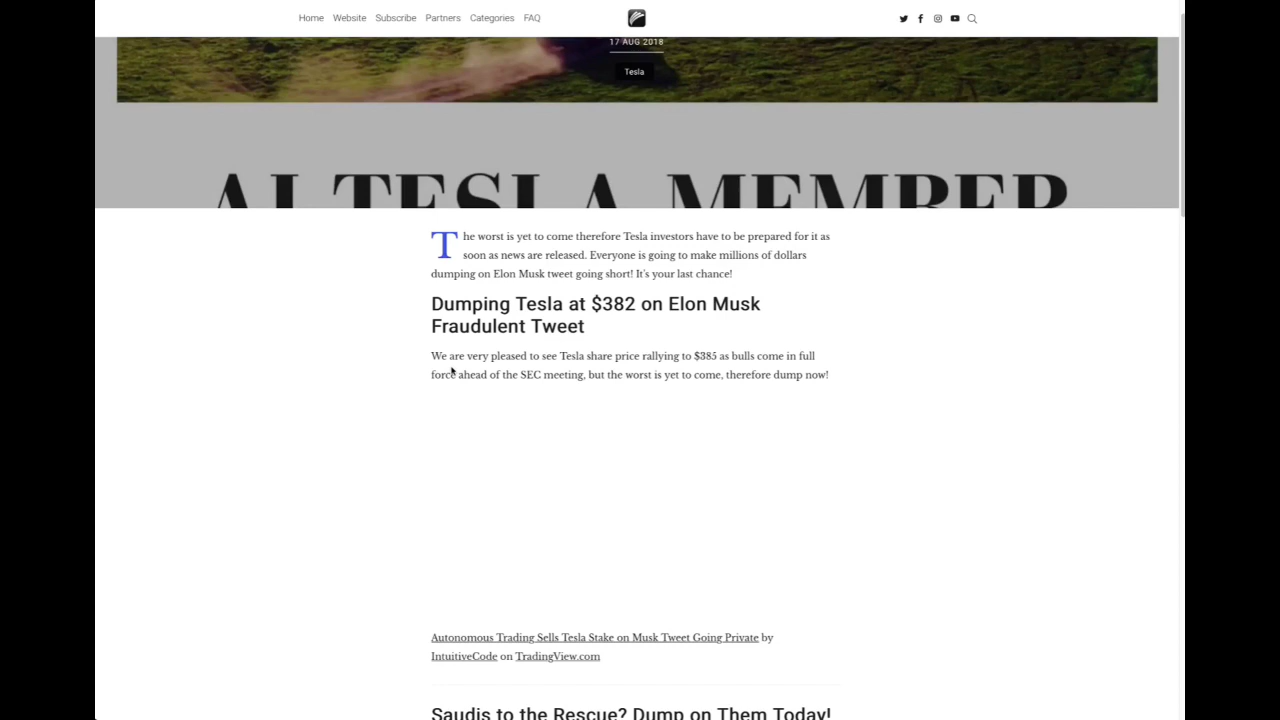 Home Website Subscribe Partners Categories FAQ
17 AUG 2018
Tesla
AI TESLA MEMBER
The worst is yet to come therefore Tesla investors have to be prepared for it as
soon as news are released. Everyone is going to make millions of dollars
dumping on Elon Musk tweet going short! It's your last chance!
Dumping Tesla at $382 on Elon Musk
Fraudulent Tweet
We are very pleased to see Tesla share price rallying to $385 as bulls come in full
force ahead of the SEC meeting, but the worst is yet to come, therefore dump now!
Autonomous Trading Sells Tesla Stake on Musk Tweet Going Private by
IntuitiveCode on TradingView.com
Saudis to the Rescue? Dump on Them Today!